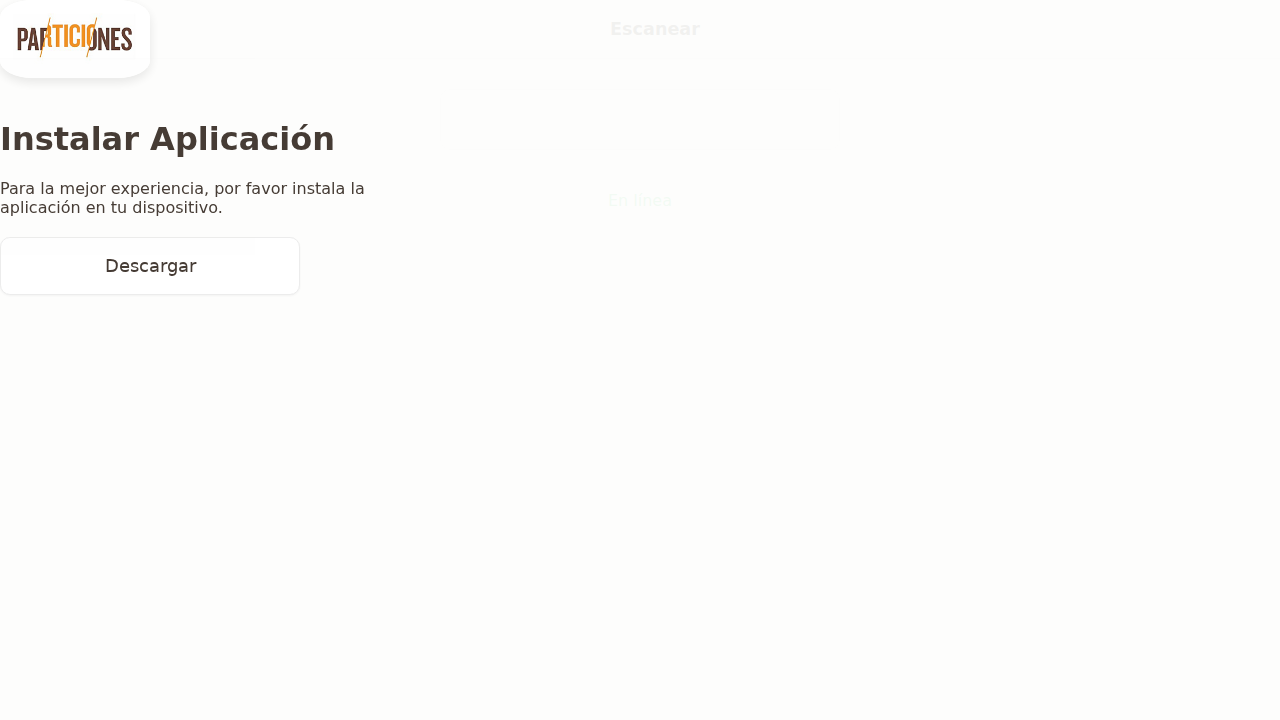 PARTICIONES
Escanear
Instalar Aplicación
Para la mejor experiencia, por favor instala la
aplicación en tu dispositivo.
En línea
Descargar